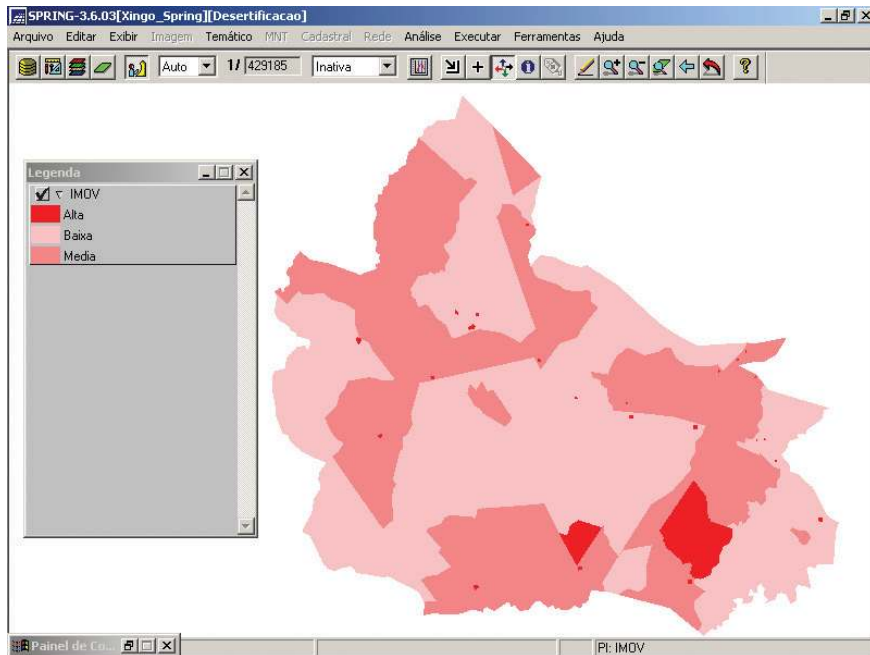 SPRING-3.6.03[Xingo_Spring][Desertificacao]
Arquivo Editar Exibir Imagem Temático MNT Cadastral Rede Análise Executar Ferramentas Ajuda
Auto 1/ 429185 Inativa
Legenda
IMOV
Alta
Baixa
Media
Painel de Co...
PI: IMOV